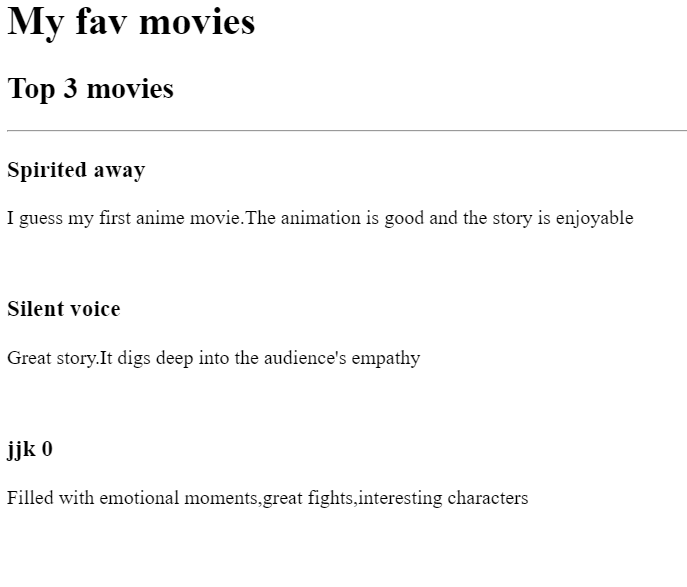 My fav movies
Top 3 movies
Spirited away
I guess my first anime movie.The animation is good and the story is enjoyable
Silent voice
Great story.It digs deep into the audience's empathy
jjk 0
Filled with emotional moments,great fights,interesting characters